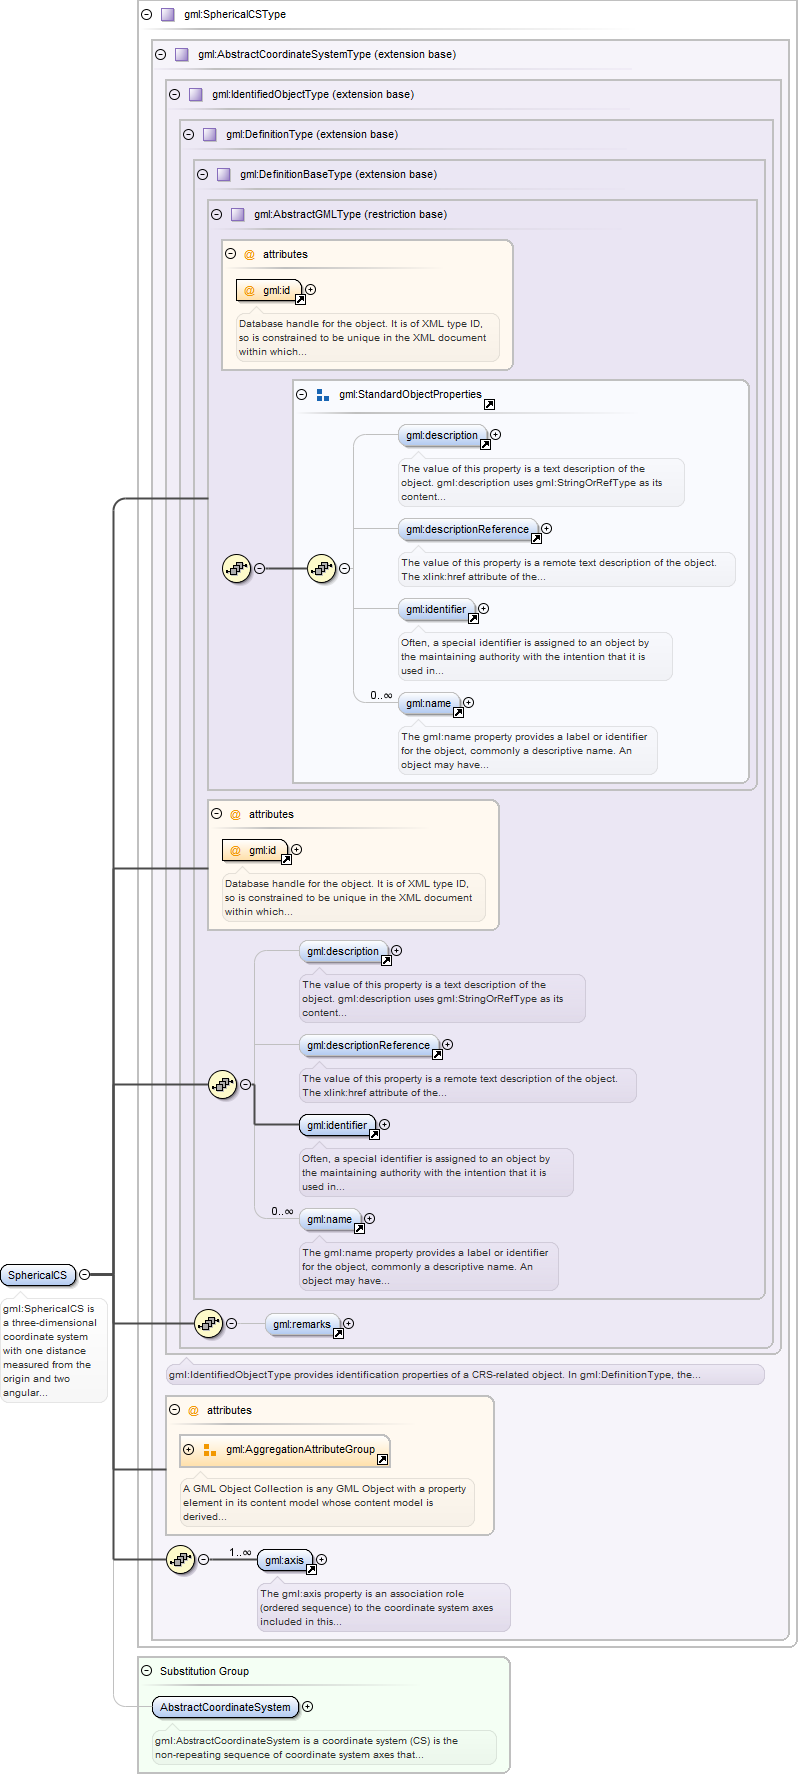 gml:SphericalCSType
gml:AbstractCoordinateSystemType (extension base)
gml:IdentifiedObjectType (extension base)
gml:DefinitionType (extension base)
gml:DefinitionBaseType (extension base)
gml:AbstractGMLType (restriction base)
@ attributes
@ gml:id
Database handle for the object. It is of XML type ID,
so is constrained to be unique in the XML document
within which...
gml:StandardObjectProperties
gml:description
The value of this property is a text description of the
object. gml:description uses gml:StringOrRefType as its
content...
gml:descriptionReference
The value of this property is a remote text description of the object.
The xlink:href attribute of the...
gml:identifier
Often, a special identifier is assigned to an object by
the maintaining authority with the intention that it is
used in...
0..∞
gml:name
The gml:name property provides a label or identifier
for the object, commonly a descriptive name. An
object may have...
@ attributes
@ gml:id
Database handle for the object. It is of XML type ID,
so is constrained to be unique in the XML document
within which...
gml:description
The value of this property is a text description of the
object. gml:description uses gml:StringOrRefType as its
content...
gml:descriptionReference
The value of this property is a remote text description of the object.
The xlink:href attribute of the...
gml:identifier
Often, a special identifier is assigned to an object by
the maintaining authority with the intention that it is
used in...
0..∞
gml:name
The gml:name property provides a label or identifier
for the object, commonly a descriptive name. An
object may have...
SphericalCS
gml:SphericalCS is
a three-dimensional
coordinate system
with one distance
measured from the
origin and two
angular...
gml:remarks
gml:IdentifiedObjectType provides identification properties of a CRS-related object. In gml:DefinitionType, the...
@ attributes
gml:AggregationAttributeGroup
A GML Object Collection is any GML Object with a property
element in its content model whose content model is
derived...
1..∞
gml:axis
The gml:axis property is an association role
(ordered sequence) to the coordinate system axes
included in this...
Substitution Group
AbstractCoordinateSystem
gml:AbstractCoordinateSystem is a coordinate system (CS) is the
non-repeating sequence of coordinate system axes that...